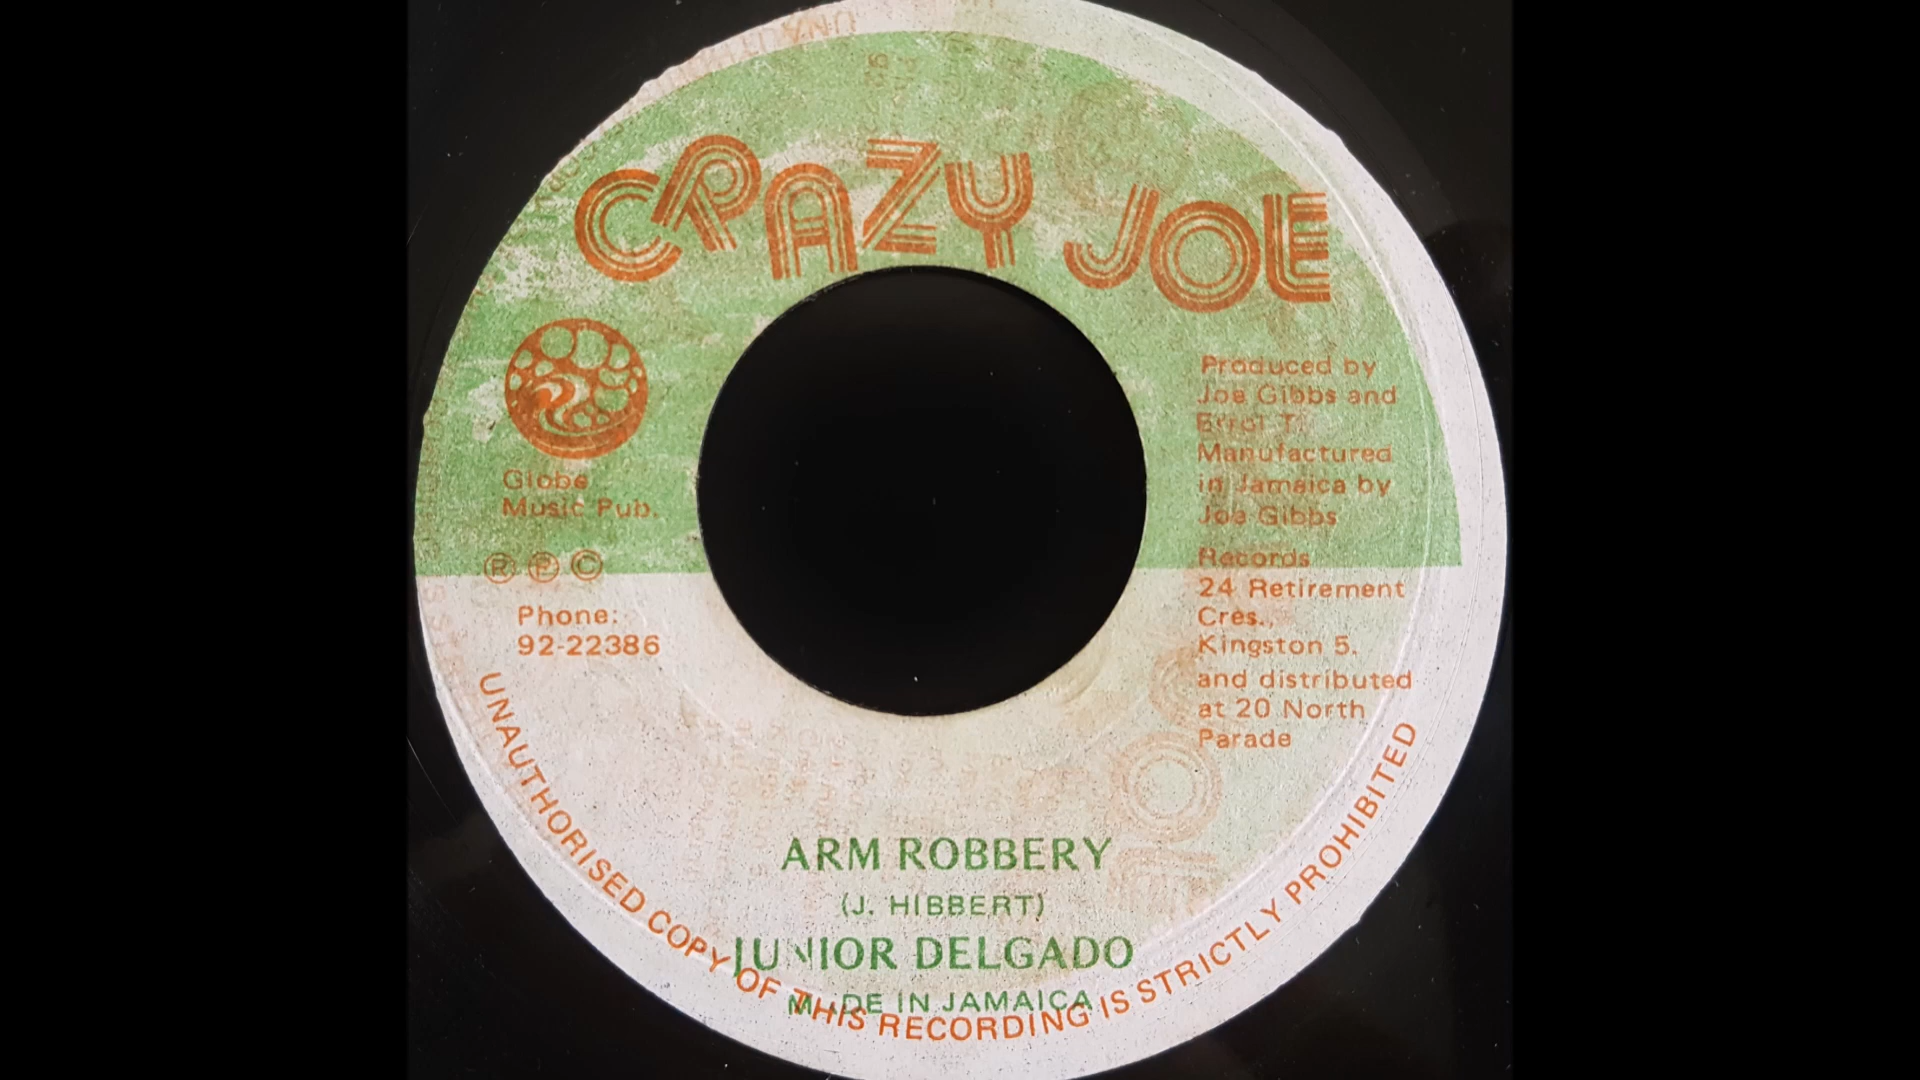 CRAZY JOE
Globe
Music Pub.
Ⓡ Ⓟ Ⓒ
Phone:
92-22386
Produced by
Joe Gibbs and
Errol T.
Manufactured
in Jamaica by
Joe Gibbs
Records
24 Retirement
Cres.,
Kingston 5.
and distributed
at 20 North
Parade
ARM ROBBERY
(J. HIBBERT)
JUNIOR DELGADO
MADE IN JAMAICA
UNAUTHORISED COPY OF THIS RECORDING IS STRICTLY PROHIBITED